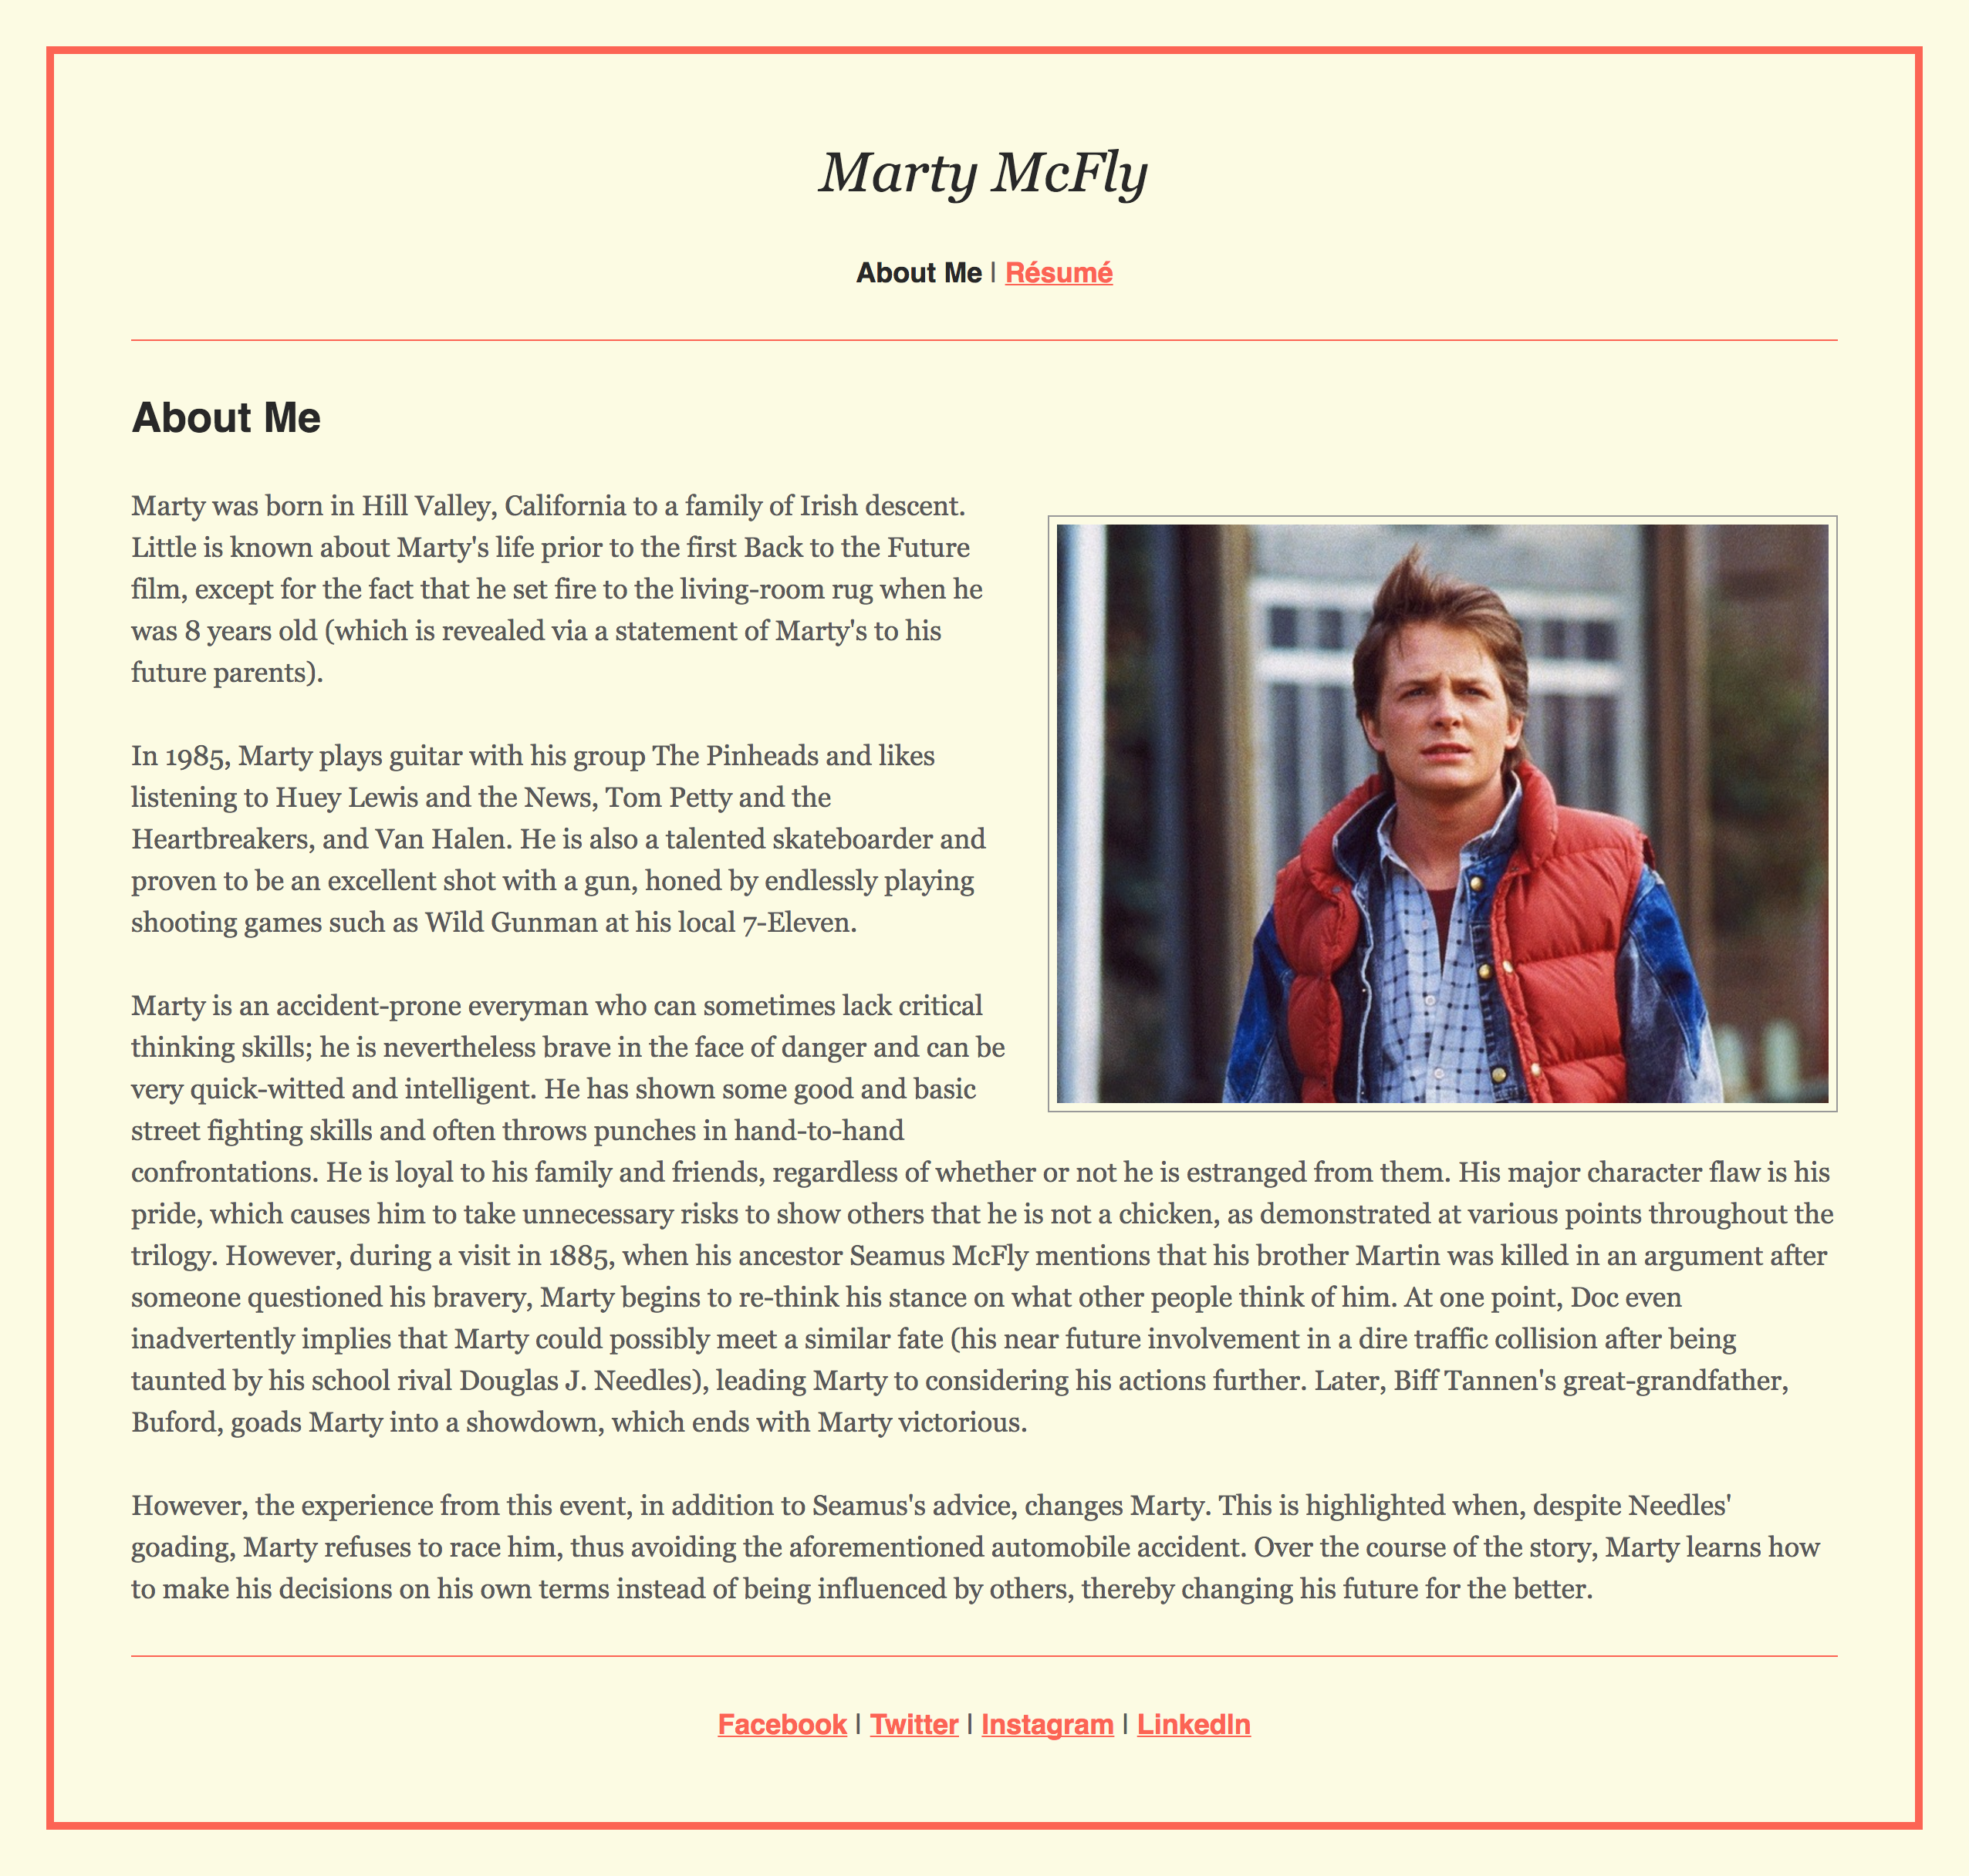 Marty McFly
About Me | Résumé
About Me
Marty was born in Hill Valley, California to a family of Irish descent.
Little is known about Marty's life prior to the first Back to the Future
film, except for the fact that he set fire to the living-room rug when he
was 8 years old (which is revealed via a statement of Marty's to his
future parents).
In 1985, Marty plays guitar with his group The Pinheads and likes
listening to Huey Lewis and the News, Tom Petty and the
Heartbreakers, and Van Halen. He is also a talented skateboarder and
proven to be an excellent shot with a gun, honed by endlessly playing
shooting games such as Wild Gunman at his local 7-Eleven.
Marty is an accident-prone everyman who can sometimes lack critical
thinking skills; he is nevertheless brave in the face of danger and can be
very quick-witted and intelligent. He has shown some good and basic
street fighting skills and often throws punches in hand-to-hand
confrontations. He is loyal to his family and friends, regardless of whether or not he is estranged from them. His major character flaw is his
pride, which causes him to take unnecessary risks to show others that he is not a chicken, as demonstrated at various points throughout the
trilogy. However, during a visit in 1885, when his ancestor Seamus McFly mentions that his brother Martin was killed in an argument after
someone questioned his bravery, Marty begins to re-think his stance on what other people think of him. At one point, Doc even
inadvertently implies that Marty could possibly meet a similar fate (his near future involvement in a dire traffic collision after being
taunted by his school rival Douglas J. Needles), leading Marty to considering his actions further. Later, Biff Tannen's great-grandfather,
Buford, goads Marty into a showdown, which ends with Marty victorious.
However, the experience from this event, in addition to Seamus's advice, changes Marty. This is highlighted when, despite Needles'
goading, Marty refuses to race him, thus avoiding the aforementioned automobile accident. Over the course of the story, Marty learns how
to make his decisions on his own terms instead of being influenced by others, thereby changing his future for the better.
Facebook | Twitter | Instagram | LinkedIn